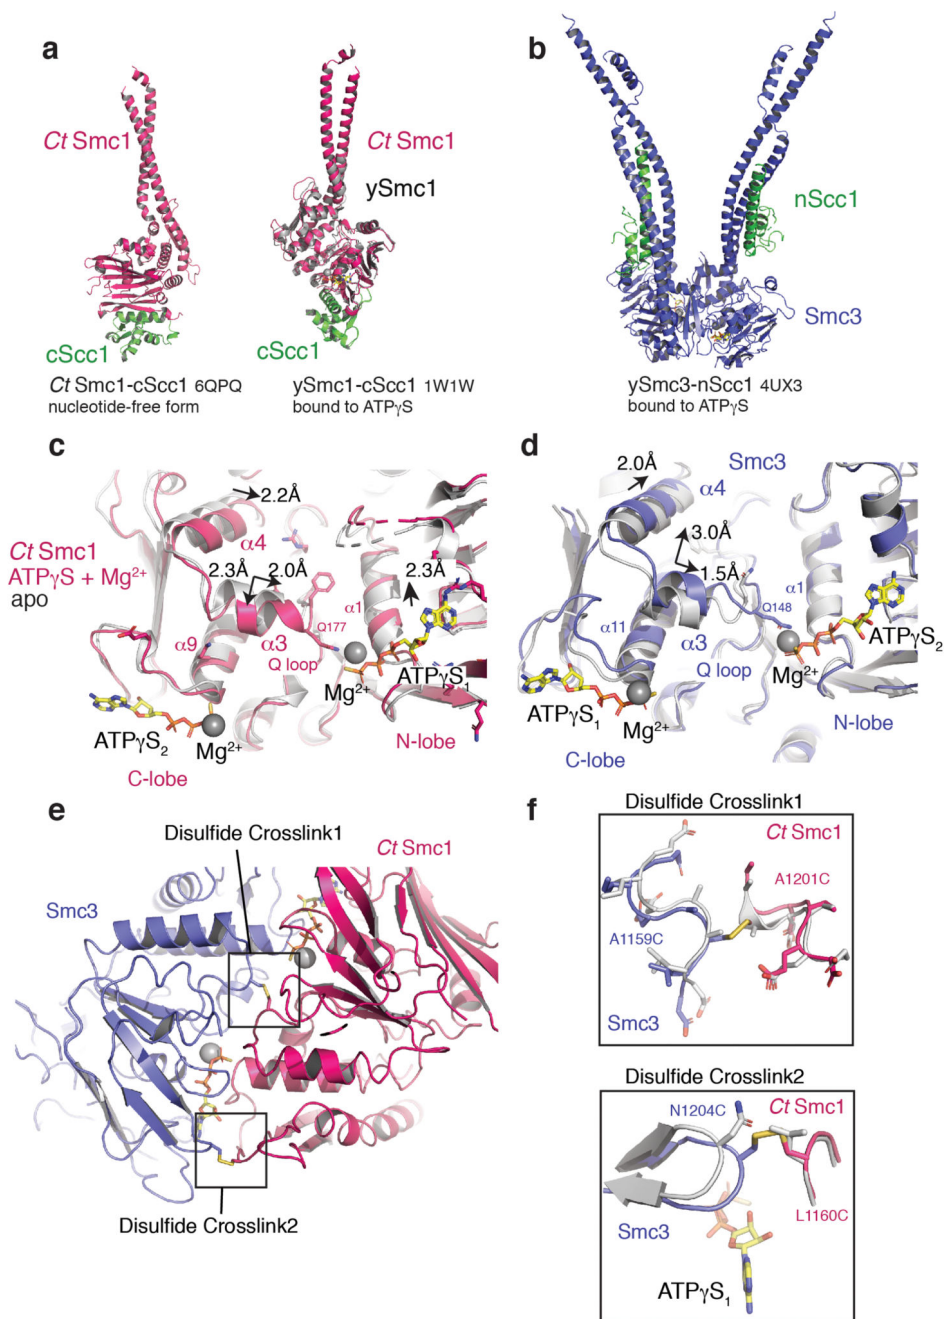 a
Ct Smc1
cScc1
Ct Smc1-cScc1 6QPQ
nucleotide-free form
Ct Smc1
ySmc1
cScc1
ySmc1-cScc1 1W1W
bound to ATPγS
b
nScc1
Smc3
ySmc3-nScc1 4UX3
bound to ATPγS
c
Ct Smc1
ATPγS + Mg²⁺
apo
2.2Å
α4
2.3Å
2.0Å
2.3Å
α1
α9
α3
Q177
Q loop
Mg²⁺
ATPγS₁
ATPγS₂
Mg²⁺
N-lobe
C-lobe
d
2.0Å
Smc3
α4
3.0Å
1.5Å
α1
Q148
α11
α3
Q loop
Mg²⁺
ATPγS₂
ATPγS₁
Mg²⁺
N-lobe
C-lobe
e
Disulfide Crosslink1
Ct Smc1
Smc3
Disulfide Crosslink2
f
Disulfide Crosslink1
Ct Smc1
A1201C
A1159C
Smc3
Disulfide Crosslink2
N1204C
Ct Smc1
L1160C
Smc3
ATPγS₁